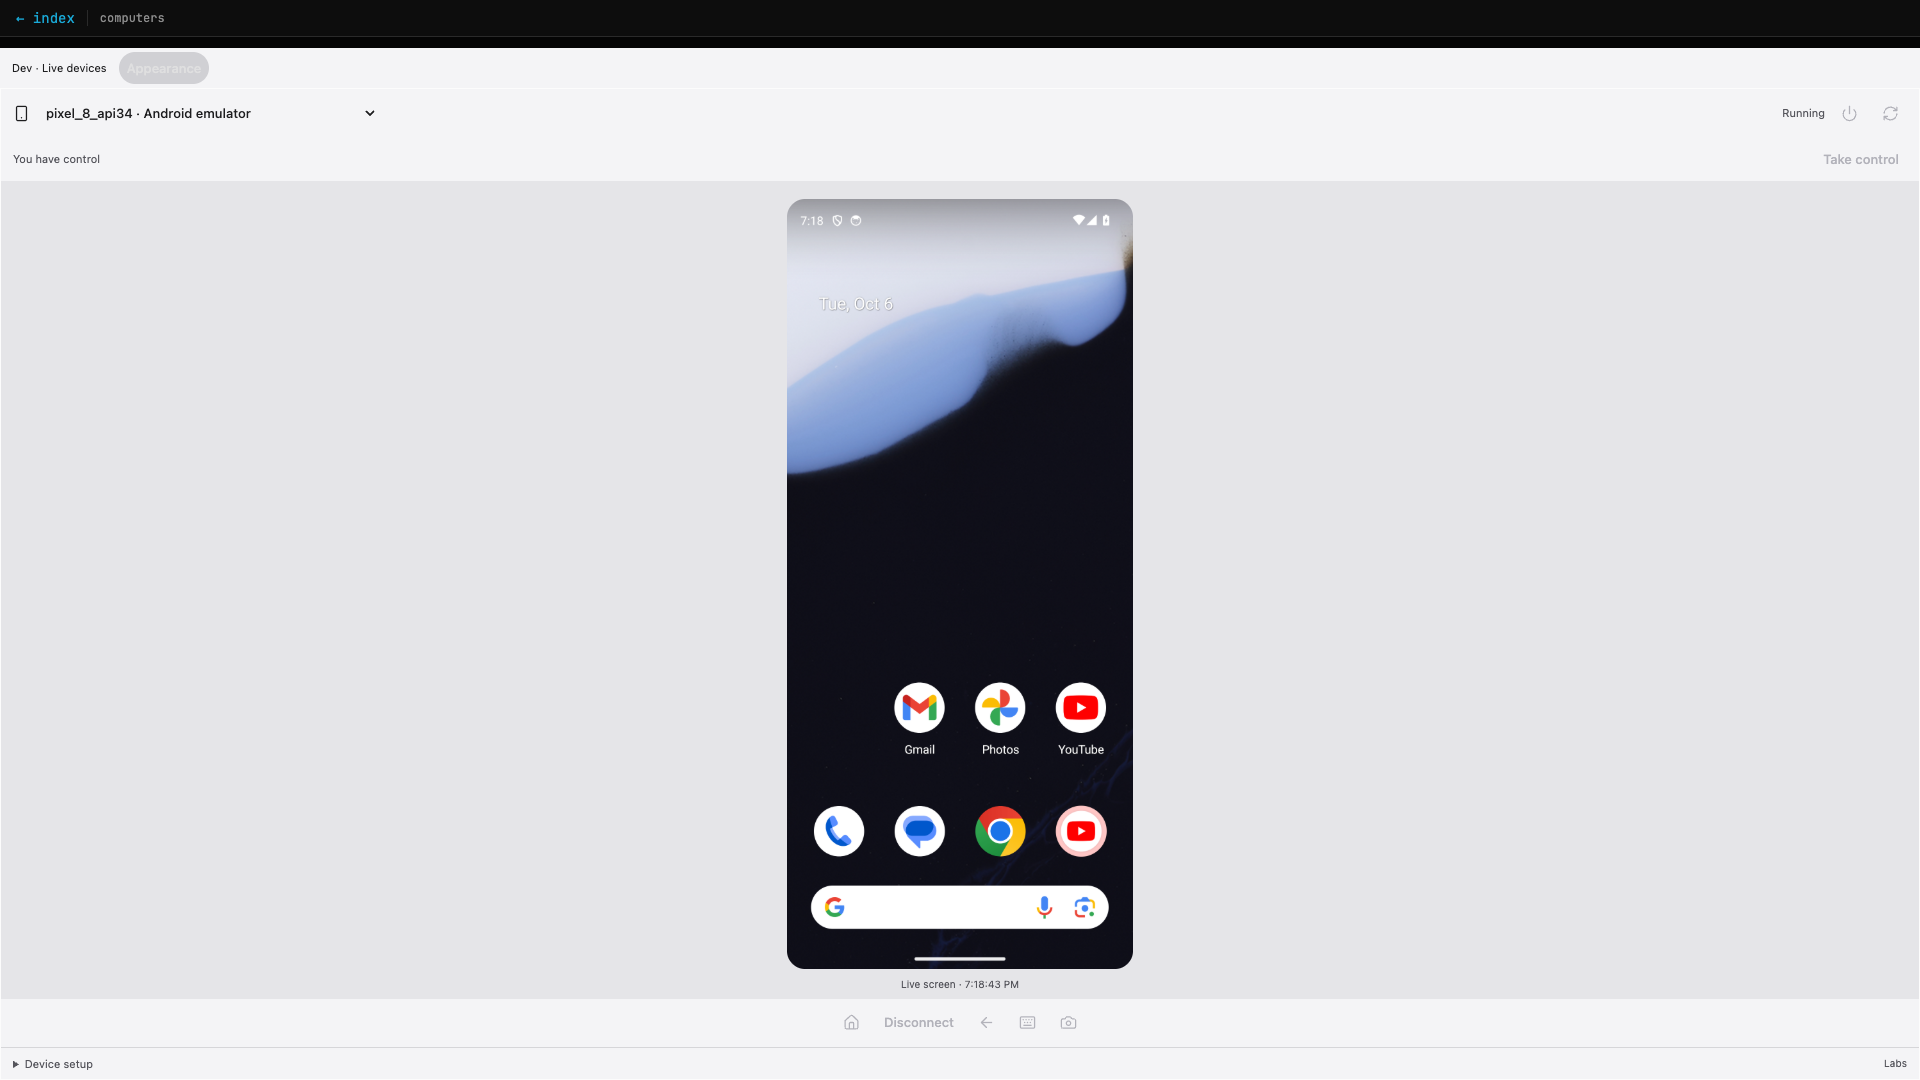 ← index
computers
Dev · Live devices
Appearance
pixel_8_api34 · Android emulator
Running
You have control
Take control
7:18
Tue, Oct 6
Gmail
Photos
YouTube
Live screen · 7:18:43 PM
Disconnect
Device setup
Labs